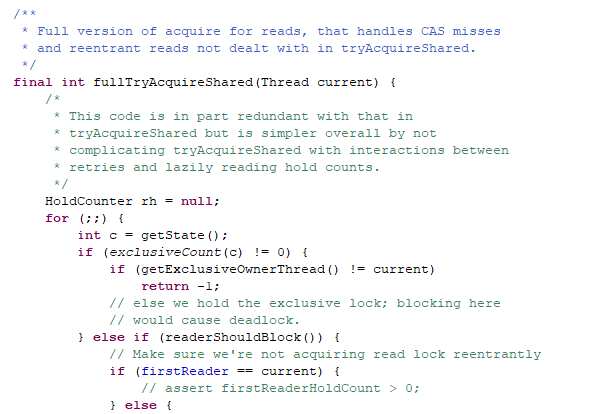 /**
 * Full version of acquire for reads, that handles CAS misses
 * and reentrant reads not dealt with in tryAcquireShared.
 */
final int fullTryAcquireShared(Thread current) {
    /*
     * This code is in part redundant with that in
     * tryAcquireShared but is simpler overall by not
     * complicating tryAcquireShared with interactions between
     * retries and lazily reading hold counts.
     */
    HoldCounter rh = null;
    for (;;) {
        int c = getState();
        if (exclusiveCount(c) != 0) {
            if (getExclusiveOwnerThread() != current)
                return -1;
            // else we hold the exclusive lock; blocking here
            // would cause deadlock.
        } else if (readerShouldBlock()) {
            // Make sure we're not acquiring read lock reentrantly
            if (firstReader == current) {
                // assert firstReaderHoldCount > 0;
            } else {